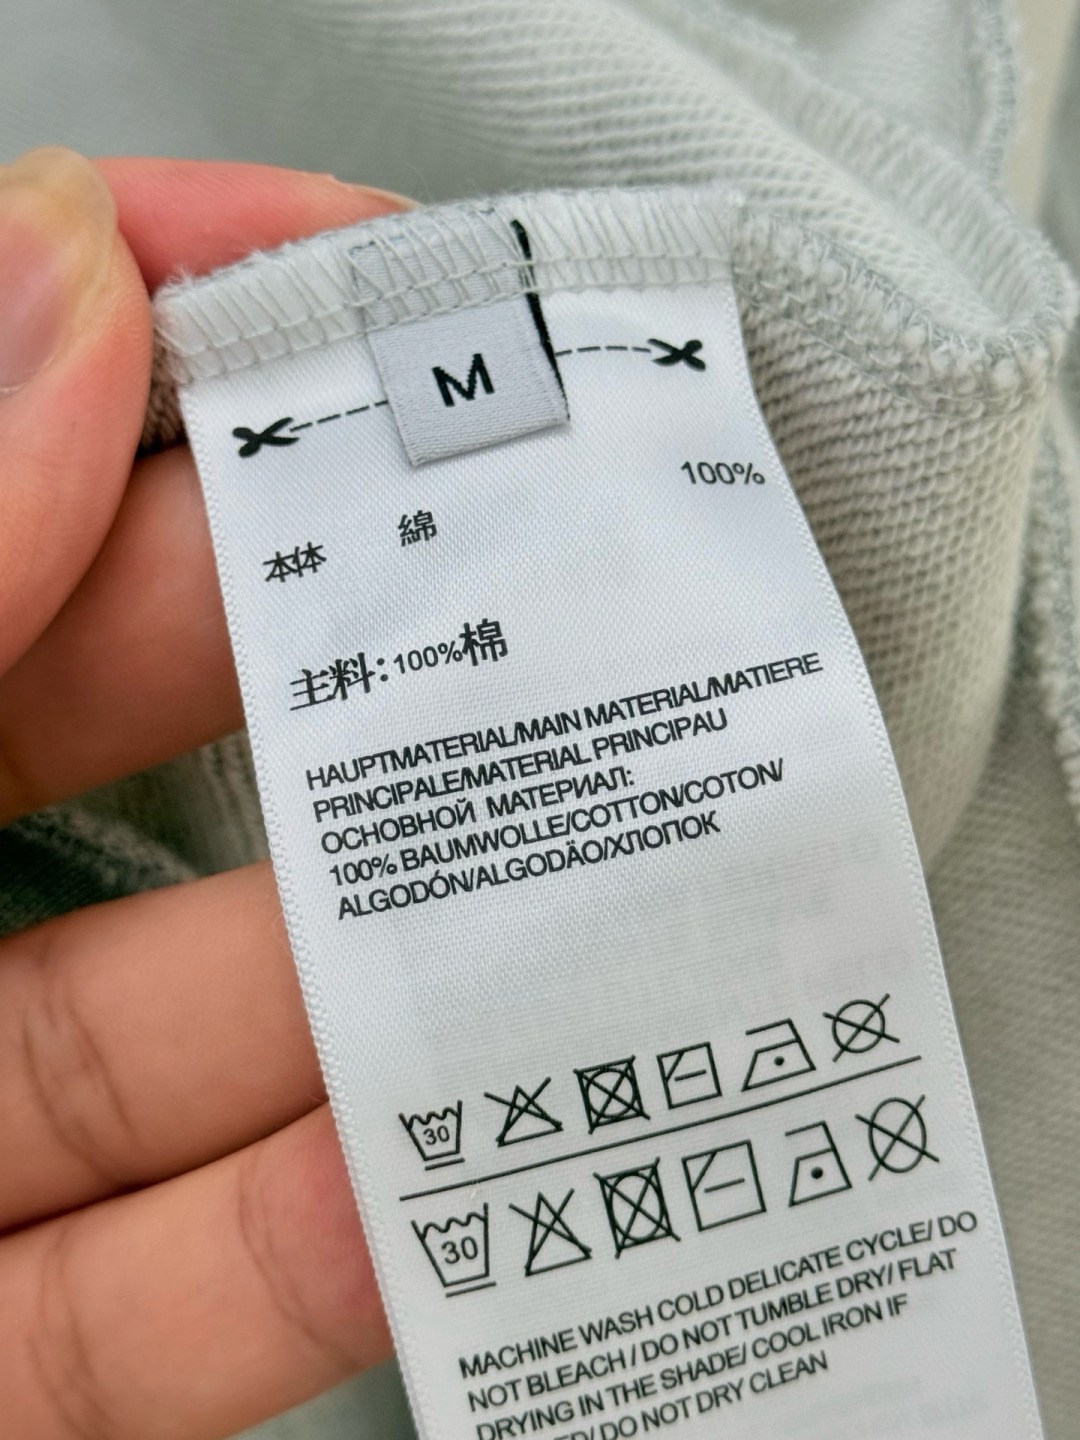 M
100%
本体 綿
主料:100%棉
HAUPTMATERIAL/MAIN MATERIAL/MATIERE
PRINCIPALE/MATERIAL PRINCIPAU
ОСНОВНОЙ МАТЕРИАЛ:
100% BAUMWOLLE/COTTON/COTON/
ALGODÓN/ALGODÄO/ХЛОПОК
30
30
MACHINE WASH COLD DELICATE CYCLE/ DO
NOT BLEACH / DO NOT TUMBLE DRY/ FLAT
DRYING IN THE SHADE/ COOL IRON IF
DO NOT DRY CLEAN